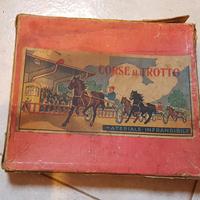 CORSE AL TROTTO
MATERIALE INFRANGIBILE